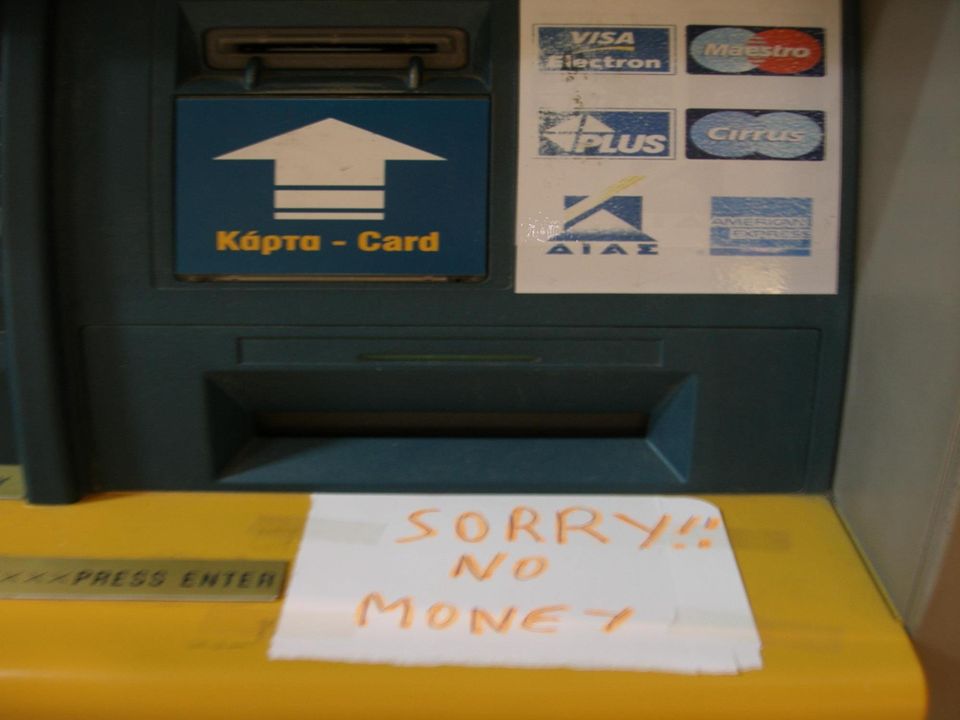 VISA
Electron
Maestro
PLUS
Cirrus
ΔΙΑΣ
AMERICAN
EXPRESS
Κάρτα - Card
SORRY!!
NO
MONEY
×××PRESS ENTER